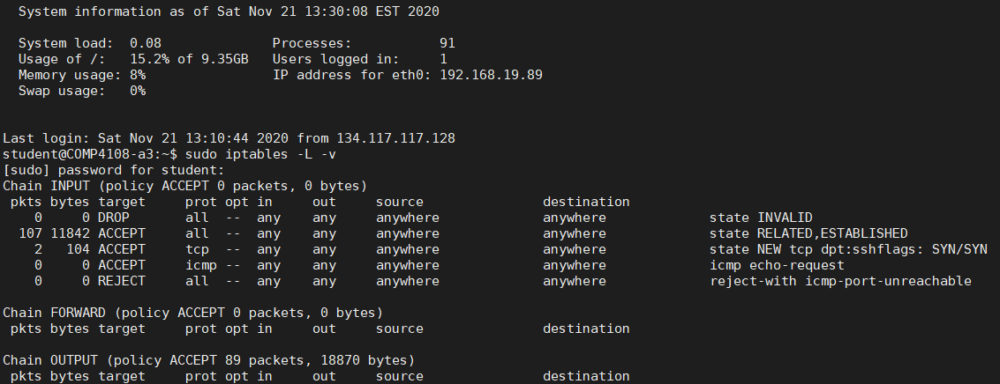 System information as of Sat Nov 21 13:30:08 EST 2020
System load:  0.08              Processes:           91
Usage of /:   15.2% of 9.35GB   Users logged in:     1
Memory usage: 8%                IP address for eth0: 192.168.19.89
Swap usage:   0%
Last login: Sat Nov 21 13:10:44 2020 from 134.117.117.128
student@COMP4108-a3:~$ sudo iptables -L -v
[sudo] password for student:
Chain INPUT (policy ACCEPT 0 packets, 0 bytes)
 pkts bytes target     prot opt in     out     source               destination
    0     0 DROP       all  --  any    any     anywhere             anywhere             state INVALID
  107 11842 ACCEPT     all  --  any    any     anywhere             anywhere             state RELATED,ESTABLISHED
    2   104 ACCEPT     tcp  --  any    any     anywhere             anywhere             state NEW tcp dpt:sshflags: SYN/SYN
    0     0 ACCEPT     icmp --  any    any     anywhere             anywhere             icmp echo-request
    0     0 REJECT     all  --  any    any     anywhere             anywhere             reject-with icmp-port-unreachable
Chain FORWARD (policy ACCEPT 0 packets, 0 bytes)
 pkts bytes target     prot opt in     out     source               destination
Chain OUTPUT (policy ACCEPT 89 packets, 18870 bytes)
 pkts bytes target     prot opt in     out     source               destination